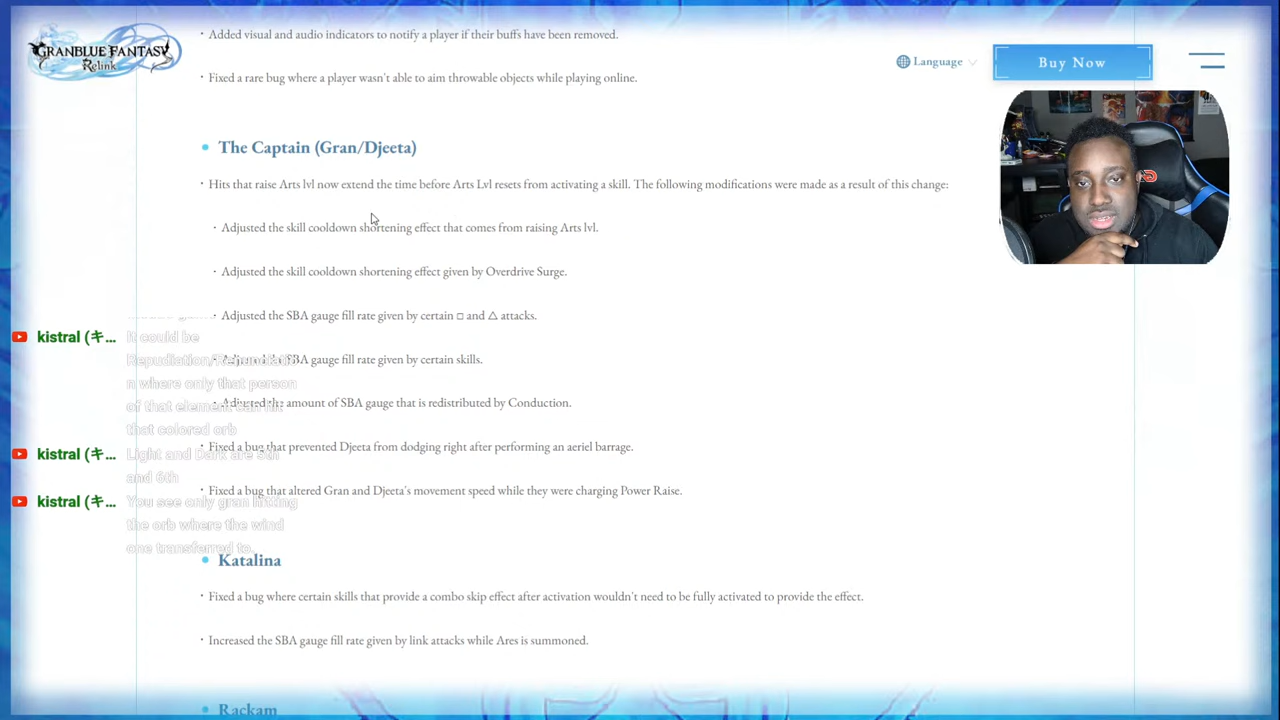 GRANBLUE FANTASY
Relink
Language
Buy Now
· Added visual and audio indicators to notify a player if their buffs have been removed.
· Fixed a rare bug where a player wasn't able to aim throwable objects while playing online.
The Captain (Gran/Djeeta)
· Hits that raise Arts lvl now extend the time before Arts Lvl resets from activating a skill. The following modifications were made as a result of this change:
· Adjusted the skill cooldown shortening effect that comes from raising Arts lvl.
· Adjusted the skill cooldown shortening effect given by Overdrive Surge.
· Adjusted the SBA gauge fill rate given by certain □ and △ attacks.
· Adjusted the SBA gauge fill rate given by certain skills.
· Adjusted the amount of SBA gauge that is redistributed by Conduction.
· Fixed a bug that prevented Djeeta from dodging right after performing an aeriel barrage.
· Fixed a bug that altered Gran and Djeeta's movement speed while they were charging Power Raise.
Katalina
· Fixed a bug where certain skills that provide a combo skip effect after activation wouldn't need to be fully activated to provide the effect.
· Increased the SBA gauge fill rate given by link attacks while Ares is summoned.
Rackam
kistral (キ...
It could be
n where only that person
of that element can hit
that colored orb
kistral (キ...
Light and Dark are 5th
and 6th
kistral (キ...
You see only gran hitting
the orb where the wind
one transferred to.